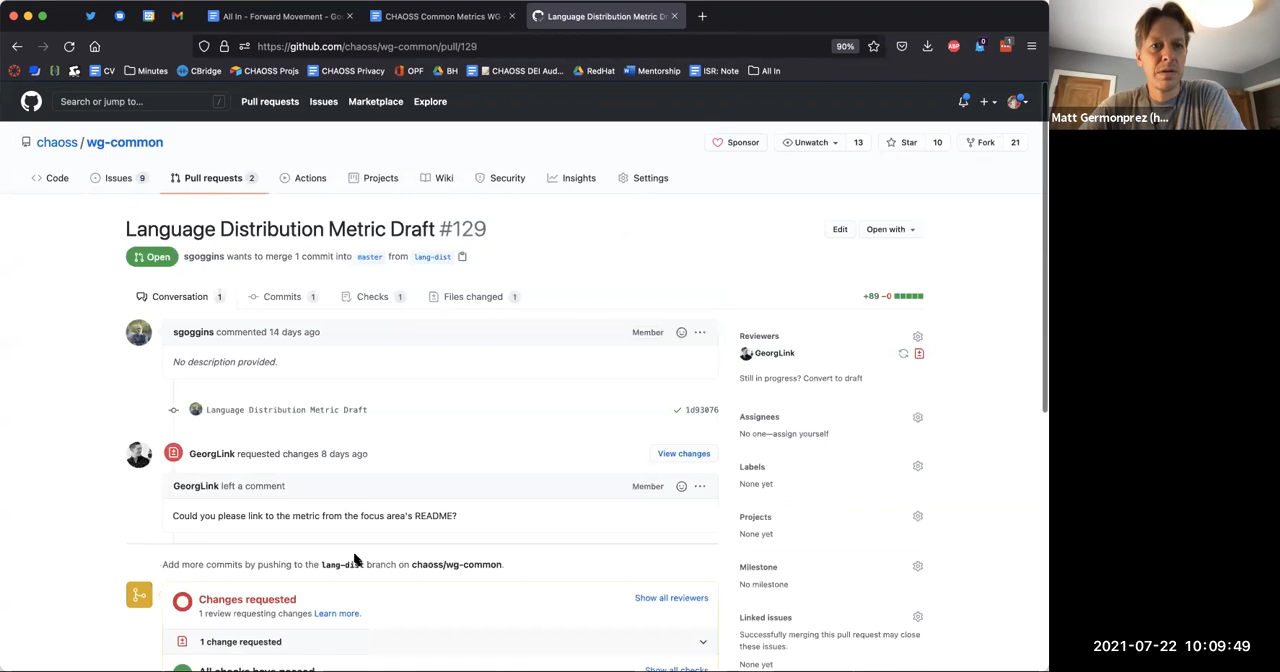 All In - Forward Movement - Go
CHAOSS Common Metrics WG
Language Distribution Metric Dr
https://github.com/chaoss/wg-common/pull/129
90%
ABP
0
1
CV
Minutes
CBridge
CHAOSS Projs
CHAOSS Privacy
OPF
BH
CHAOSS DEI Aud...
RedHat
Mentorship
ISR: Note
All In
Matt Germonprez (h...
Search or jump to...
/
Pull requests
Issues
Marketplace
Explore
chaoss / wg-common
Sponsor
Unwatch
13
Star
10
Fork
21
Code
Issues 9
Pull requests 2
Actions
Projects
Wiki
Security
Insights
Settings
Language Distribution Metric Draft #129
Edit
Open with
Open
sgoggins wants to merge 1 commit into master from lang-dist
Conversation 1
Commits 1
Checks 1
Files changed 1
+89 −0
sgoggins commented 14 days ago
Member
No description provided.
Language Distribution Metric Draft
1d93076
GeorgLink requested changes 8 days ago
View changes
GeorgLink left a comment
Member
Could you please link to the metric from the focus area's README?
Add more commits by pushing to the lang-dist branch on chaoss/wg-common.
Changes requested
1 review requesting changes Learn more.
Show all reviewers
1 change requested
All checks have passed
Show all checks
Reviewers
GeorgLink
Still in progress? Convert to draft
Assignees
No one—assign yourself
Labels
None yet
Projects
None yet
Milestone
No milestone
Linked issues
Successfully merging this pull request may close
these issues.
None yet
2021-07-22 10:09:49